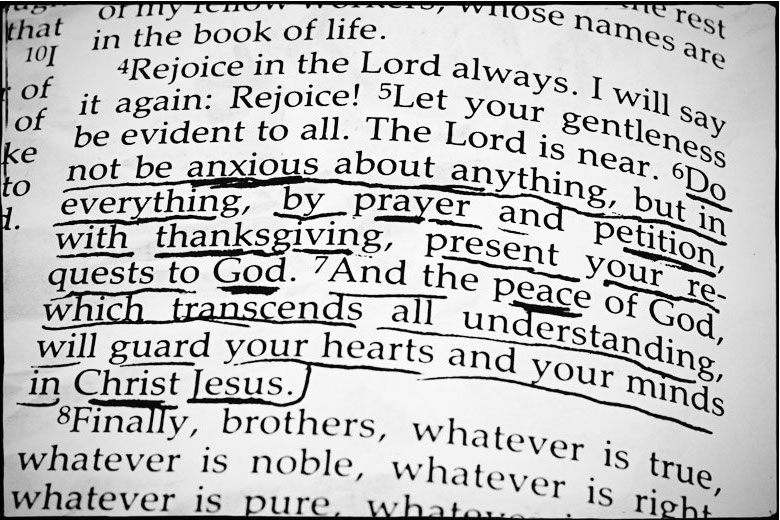 that
10I
of
of
ke
to
the rest
of my fellow workers, whose names are
in the book of life.
4Rejoice in the Lord always. I will say
it again: Rejoice! 5Let your gentleness
be evident to all. The Lord is near. 6Do
not be anxious about anything, but in
everything, by prayer and petition,
with thanksgiving, present your re-
quests to God. 7And the peace of God,
which transcends all understanding,
will guard your hearts and your minds
in Christ Jesus.
8Finally, brothers, whatever is true,
whatever is noble, whatever is right,
whatever is pure, whatever